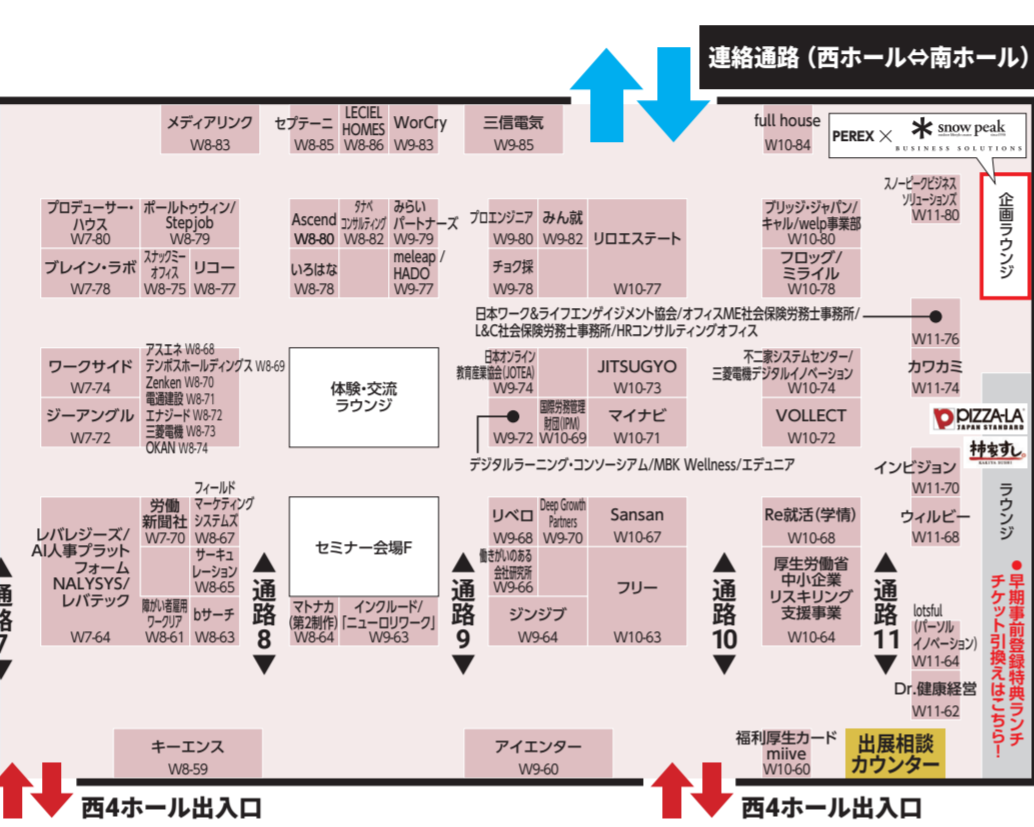 連絡通路（西ホール⇔南ホール）
メディアリンク
W8-83
セプテーニ
W8-85
LECIEL
HOMES
W8-86
WorCry
W9-83
三信電気
W9-85
full house
W10-84
PEREX ×
snow peak
BUSINESS SOLUTIONS
プロデューサー・
ハウス
W7-80
ポールトゥウィン/
Stepjob
W8-79
Ascend
W8-80
タナベ
コンサルティング
W8-82
みらい
パートナーズ
W9-79
プロエンジニア
W9-80
みん就
W9-82
リロエステート
W10-77
ブリッジ・ジャパン/
キャル/welp事業部
W10-80
スノーピークビジネス
ソリューションズ
W11-80
企画ラウンジ
ブレイン・ラボ
W7-78
スナックミー
オフィス
W8-75
リコー
W8-77
いろはな
W8-78
meleap /
HADO
W9-77
チョク採
W9-78
フロッグ/
ミライル
W10-78
日本ワーク&ライフエンゲイジメント協会/オフィスME社会保険労務士事務所/
L&C社会保険労務士事務所/HRコンサルティングオフィス
W11-76
ワークサイド
W7-74
アスエネ W8-68
テンポスホールディングス W8-69
Zenken W8-70
電通建設 W8-71
エナジード W8-72
三菱電機 W8-73
OKAN W8-74
ジーアングル
W7-72
体験・交流
ラウンジ
日本オンライン
教育産業協会(JOTEA)
W9-74
JITSUGYO
W10-73
不二家システムセンター/
三菱電機デジタルイノベーション
W10-74
カワカミ
W11-74
W9-72
国際労務管理
財団(IPM)
W10-69
マイナビ
W10-71
VOLLECT
W10-72
PIZZA-LA
JAPAN STANDARD
柿家すし
デジタルラーニング・コンソーシアム/MBK Wellness/エデュニア
インビジョン
W11-70
ラウンジ
レバレジーズ/
AI人事プラット
フォーム
NALYSYS/
レバテック
W7-64
労働
新聞社
W7-70
フィールド
マーケティング
システムズ
W8-67
サーキュ
レーション
W8-65
障がい者雇用
ワークリア
W8-61
bサーチ
W8-63
セミナー会場F
マトナカ
(第2制作)
W8-64
インクルード/
「ニューロリワーク」
W9-63
リベロ
W9-68
Deep Growth
Partners
W9-70
Sansan
W10-67
働きがいのある
会社研究所
W9-66
フリー
W10-63
ジンジブ
W9-64
Re就活(学情)
W10-68
厚生労働省
中小企業
リスキリング
支援事業
W10-64
ウィルビー
W11-68
lotsful
(パーソル
イノベーション)
W11-64
Dr.健康経営
W11-62
通路7
通路8
通路9
通路10
通路11
●早期事前登録特典ランチ
チケット引換えはこちら！
キーエンス
W8-59
アイエンター
W9-60
福利厚生カード
miive
W10-60
出展相談
カウンター
西4ホール出入口
西4ホール出入口